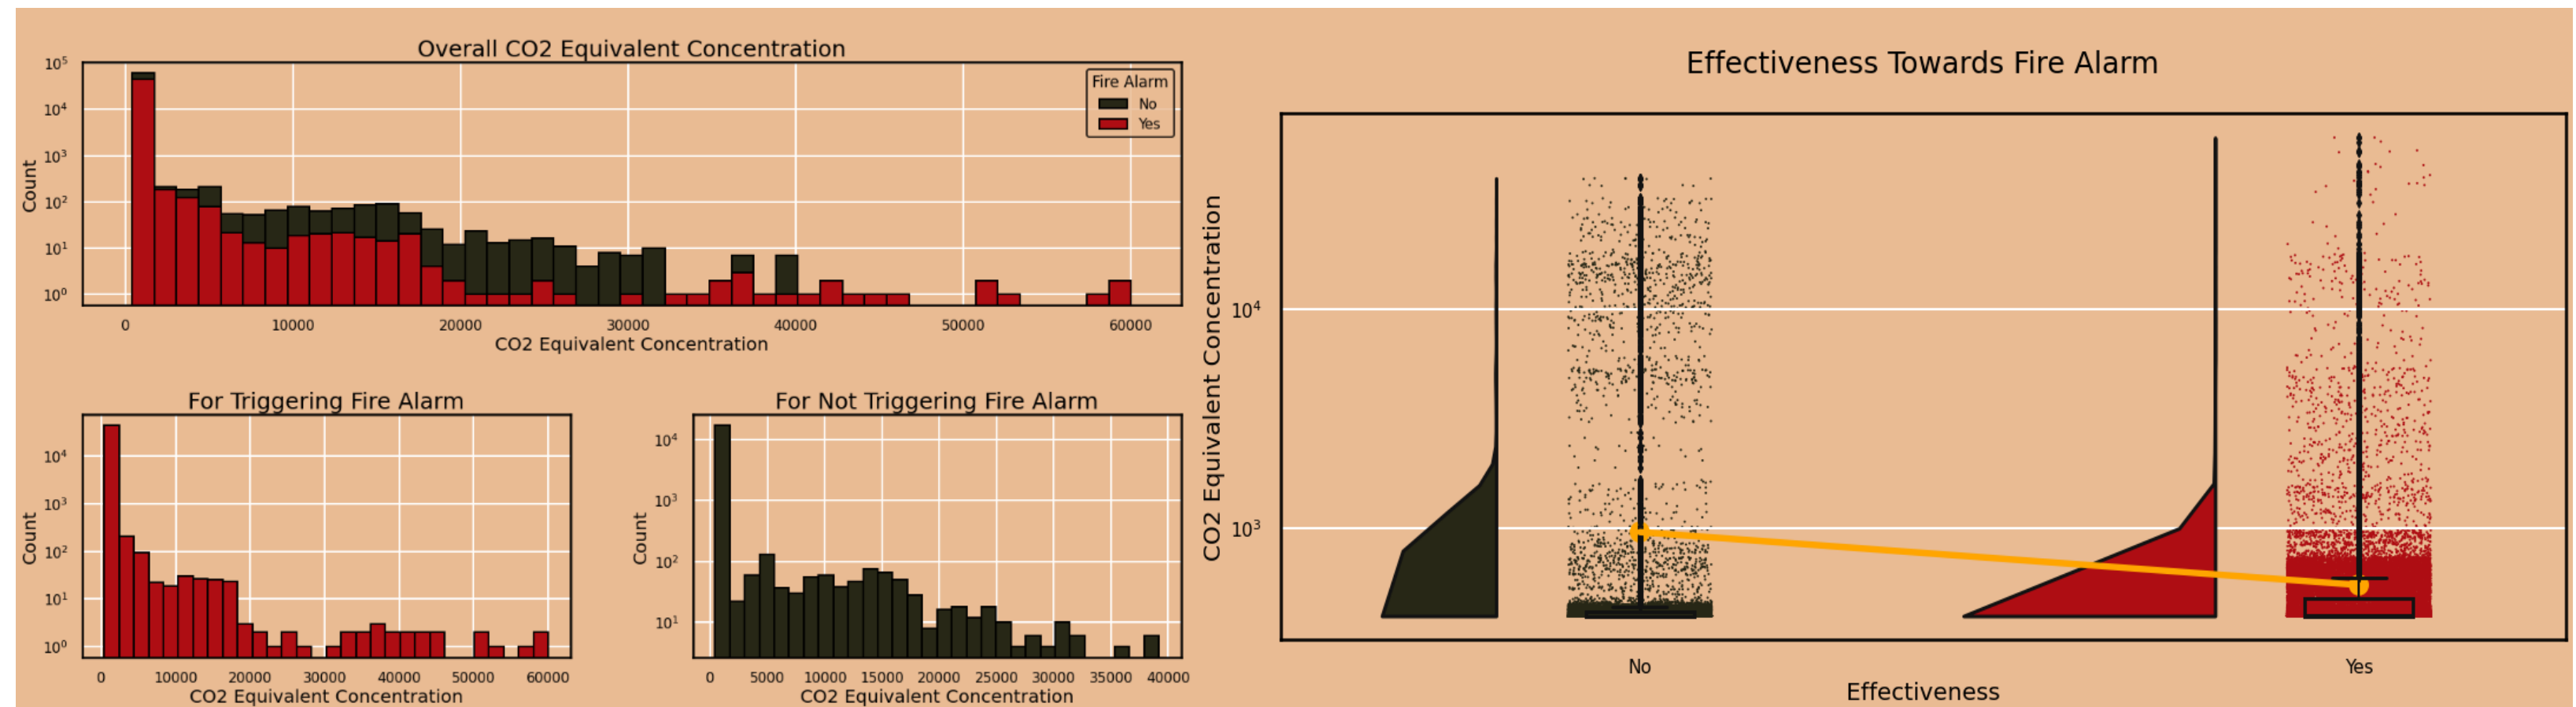 Overall CO2 Equivalent Concentration
Count
10⁵
10⁴
10³
10²
10¹
10⁰
Fire Alarm
No
Yes
0 10000 20000 30000 40000 50000 60000
CO2 Equivalent Concentration
For Triggering Fire Alarm
Count
10⁴
10³
10²
10¹
10⁰
0 10000 20000 30000 40000 50000 60000
CO2 Equivalent Concentration
For Not Triggering Fire Alarm
Count
10⁴
10³
10²
10¹
0 5000 10000 15000 20000 25000 30000 35000 40000
CO2 Equivalent Concentration
Effectiveness Towards Fire Alarm
CO2 Equivalent Concentration
10⁴
10³
No Yes
Effectiveness